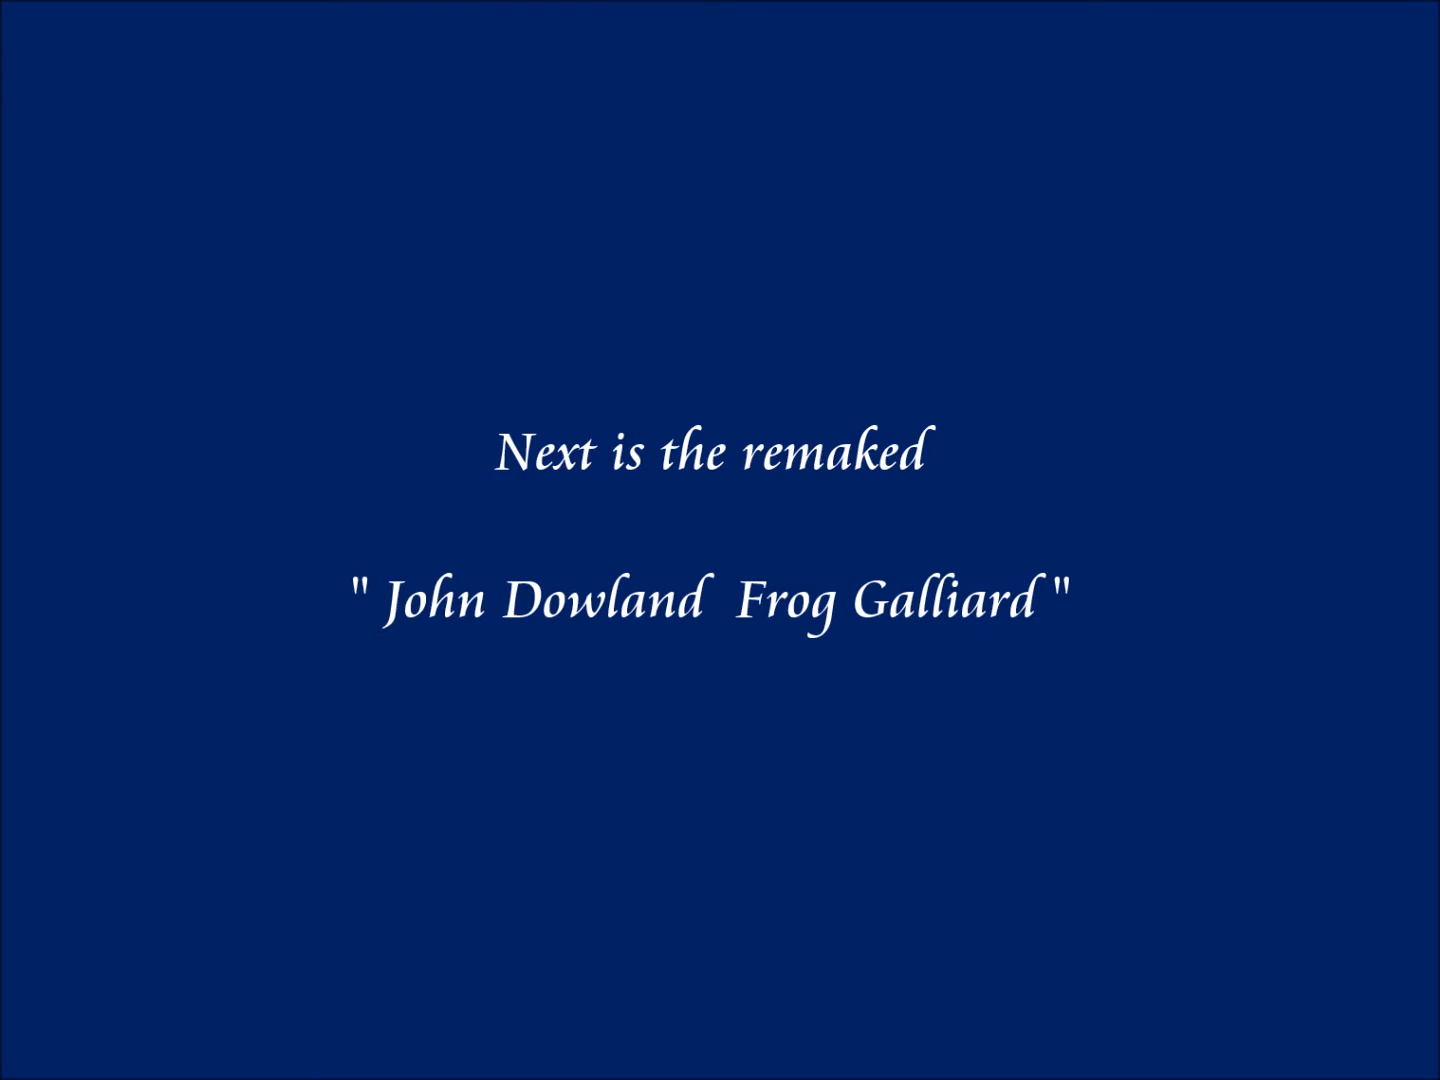 Next is the remaked
" John Dowland  Frog Galliard "